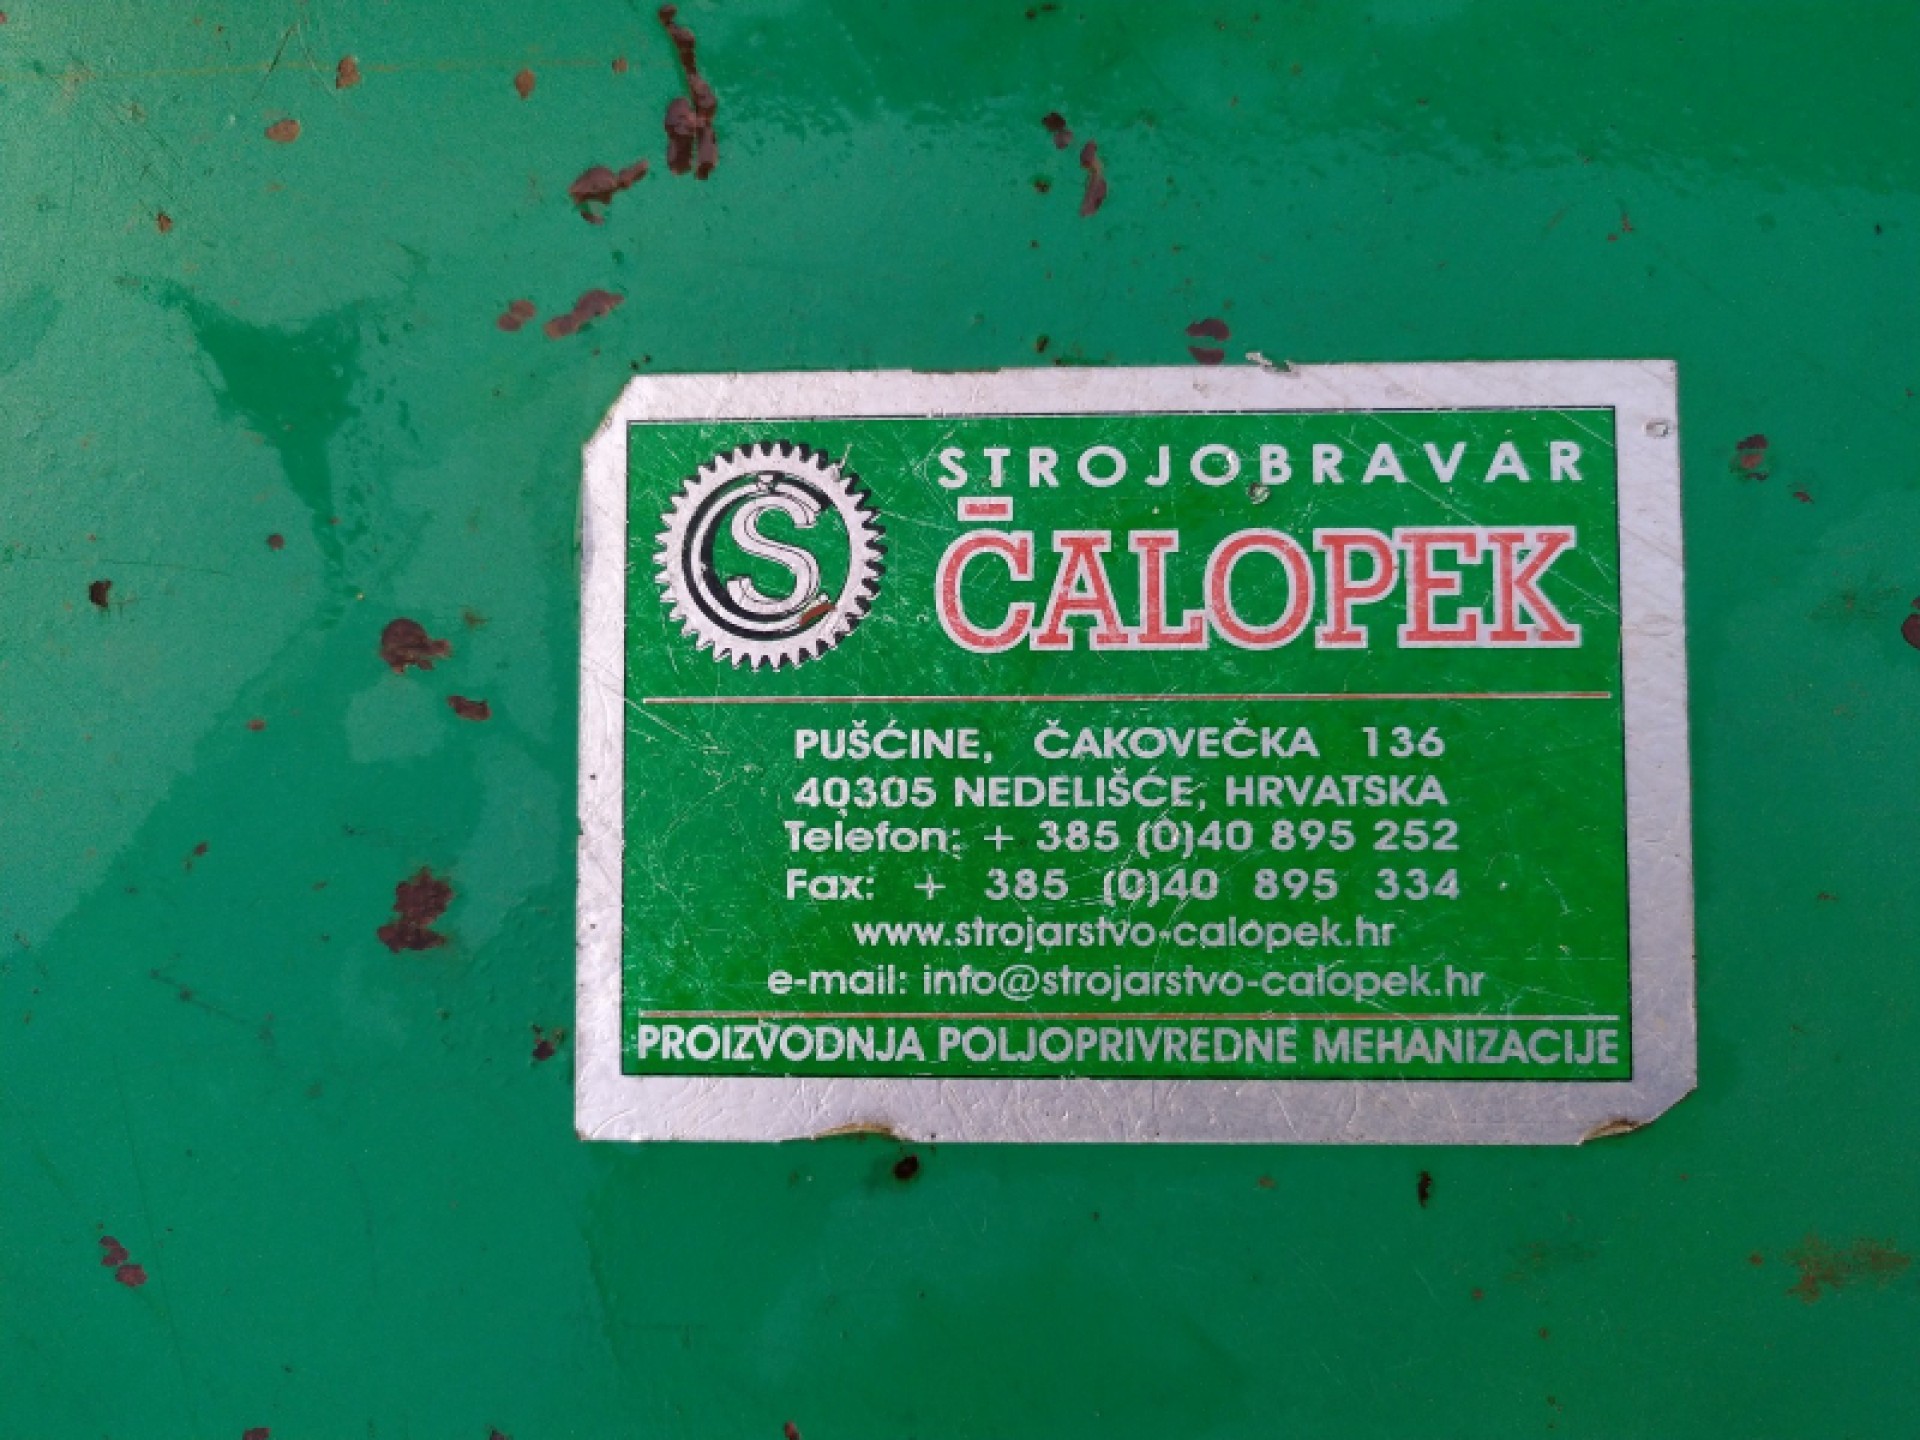 S
STROJOBRAVAR
ČALOPEK
PUŠĆINE, ČAKOVEČKA 136
40305 NEDELIŠĆE, HRVATSKA
Telefon: + 385 (0)40 895 252
Fax: + 385 (0)40 895 334
www.strojarstvo-calopek.hr
e-mail: info@strojarstvo-calopek.hr
PROIZVODNJA POLJOPRIVREDNE MEHANIZACIJE